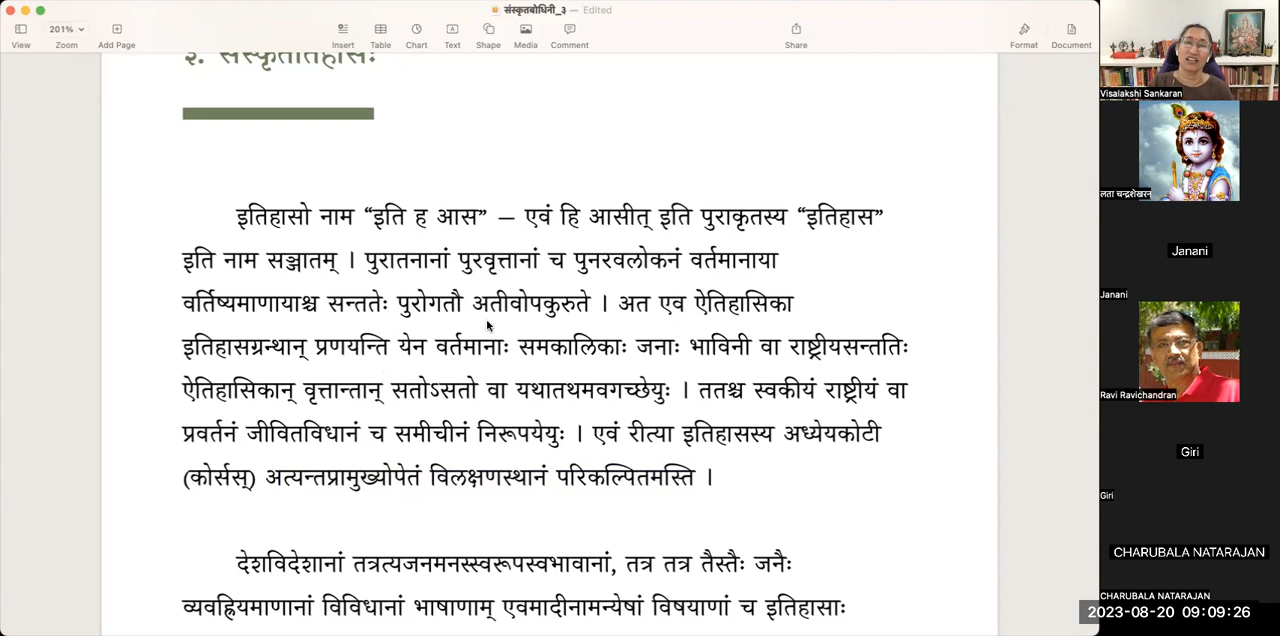 संस्कृतबोधिनी_३ — Edited
201%
View
Zoom
Add Page
Insert
Table
Chart
Text
Shape
Media
Comment
Share
Format
Document
३. संस्कृतेतिहासः
इतिहासो नाम “इति ह आस” – एवं हि आसीत् इति पुराकृतस्य “इतिहास”
इति नाम सञ्जातम् । पुरातनानां पुरवृत्तानां च पुनरवलोकनं वर्तमानाया
वर्तिष्यमाणायाश्च सन्ततेः पुरोगतौ अतीवोपकुरुते । अत एव ऐतिहासिका
इतिहासग्रन्थान् प्रणयन्ति येन वर्तमानाः समकालिकाः जनाः भाविनी वा राष्ट्रीयसन्ततिः
ऐतिहासिकान् वृत्तान्तान् सतोऽसतो वा यथातथमवगच्छेयुः । ततश्च स्वकीयं राष्ट्रीयं वा
प्रवर्तनं जीवितविधानं च समीचीनं निरूपयेयुः । एवं रीत्या इतिहासस्य अध्येयकोटी
(कोर्सस्) अत्यन्तप्रामुख्योपेतं विलक्षणस्थानं परिकल्पितमस्ति ।
देशविदेशानां तत्रत्यजनमनस्स्वरूपस्वभावानां, तत्र तत्र तैस्तैः जनैः
व्यवह्रियमाणानां विविधानां भाषाणाम् एवमादीनामन्येषां विषयाणां च इतिहासाः
Visalakshi Sankaran
लता चन्द्रशेखरन
Janani
Janani
Ravi Ravichandran
Giri
Giri
CHARUBALA NATARAJAN
CHARUBALA NATARAJAN
2023-08-20 09:09:26